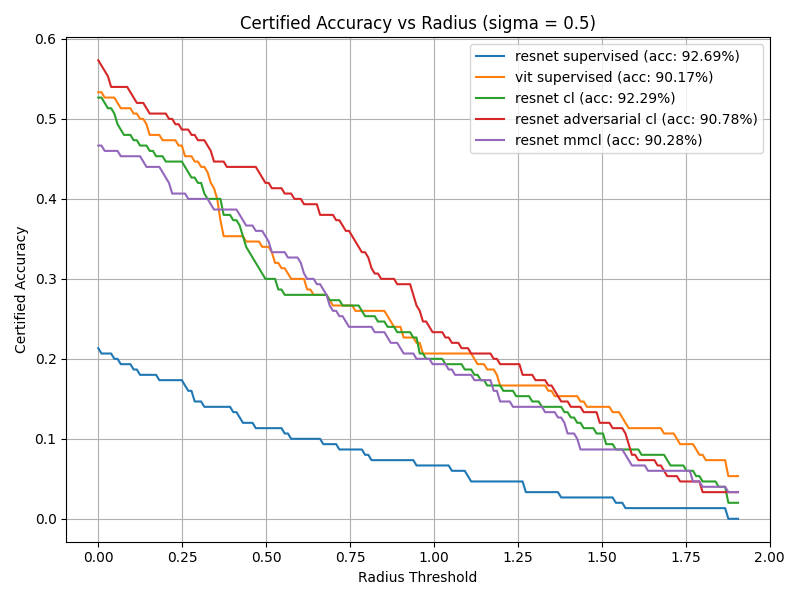 Certified Accuracy vs Radius (sigma = 0.5)
resnet supervised (acc: 92.69%)
vit supervised (acc: 90.17%)
resnet cl (acc: 92.29%)
resnet adversarial cl (acc: 90.78%)
resnet mmcl (acc: 90.28%)
Certified Accuracy
0.6
0.5
0.4
0.3
0.2
0.1
0.0
0.00 0.25 0.50 0.75 1.00 1.25 1.50 1.75 2.00
Radius Threshold